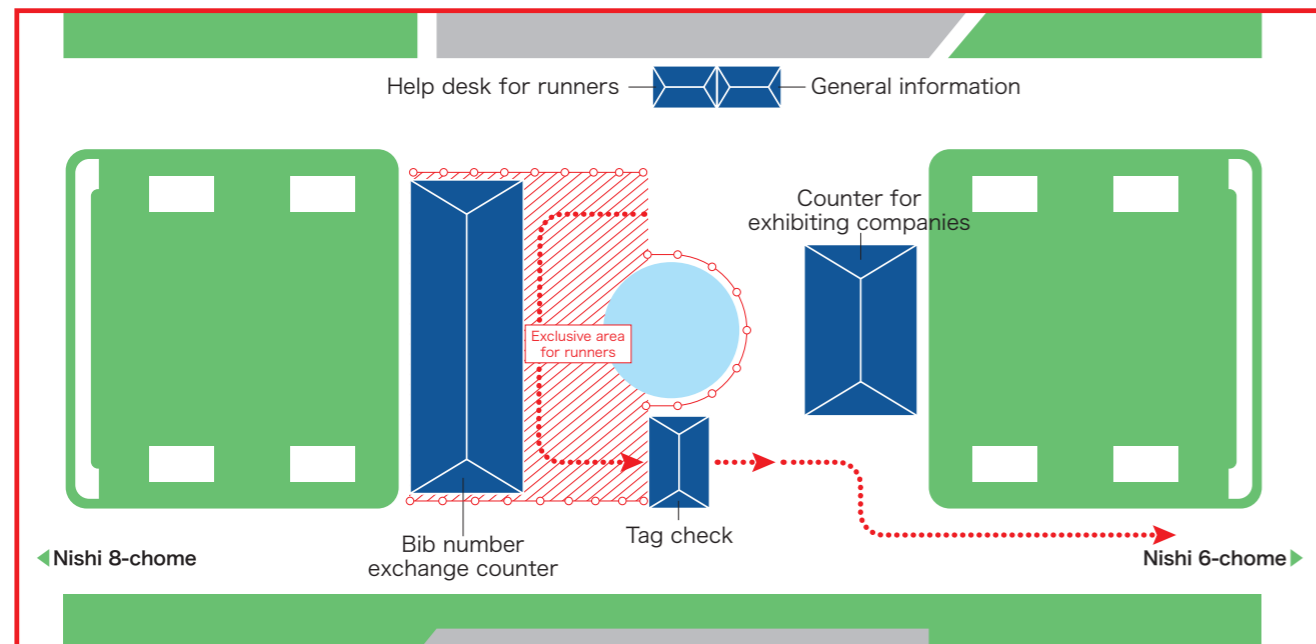 Help desk for runners
General information
Counter for
exhibiting companies
Exclusive area
for runners
Tag check
Bib number
exchange counter
Nishi 8-chome
Nishi 6-chome